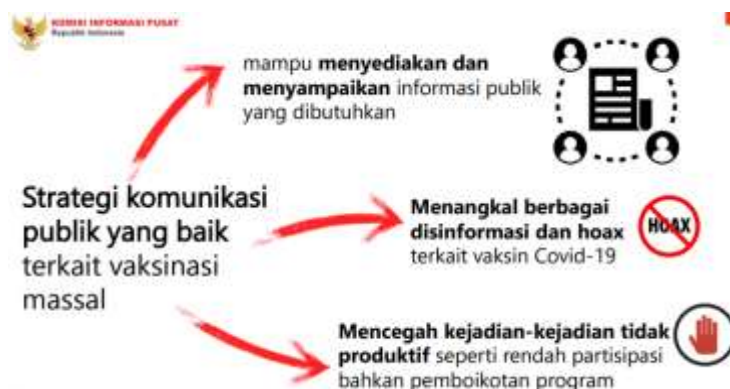 KOMISI INFORMASI PUSAT
Republik Indonesia
mampu menyediakan dan
menyampaikan informasi publik
yang dibutuhkan
Strategi komunikasi
publik yang baik
terkait vaksinasi
massal
Menangkal berbagai
disinformasi dan hoax
terkait vaksin Covid-19
HOAX
Mencegah kejadian-kejadian tidak
produktif seperti rendah partisipasi
bahkan pemboikotan program